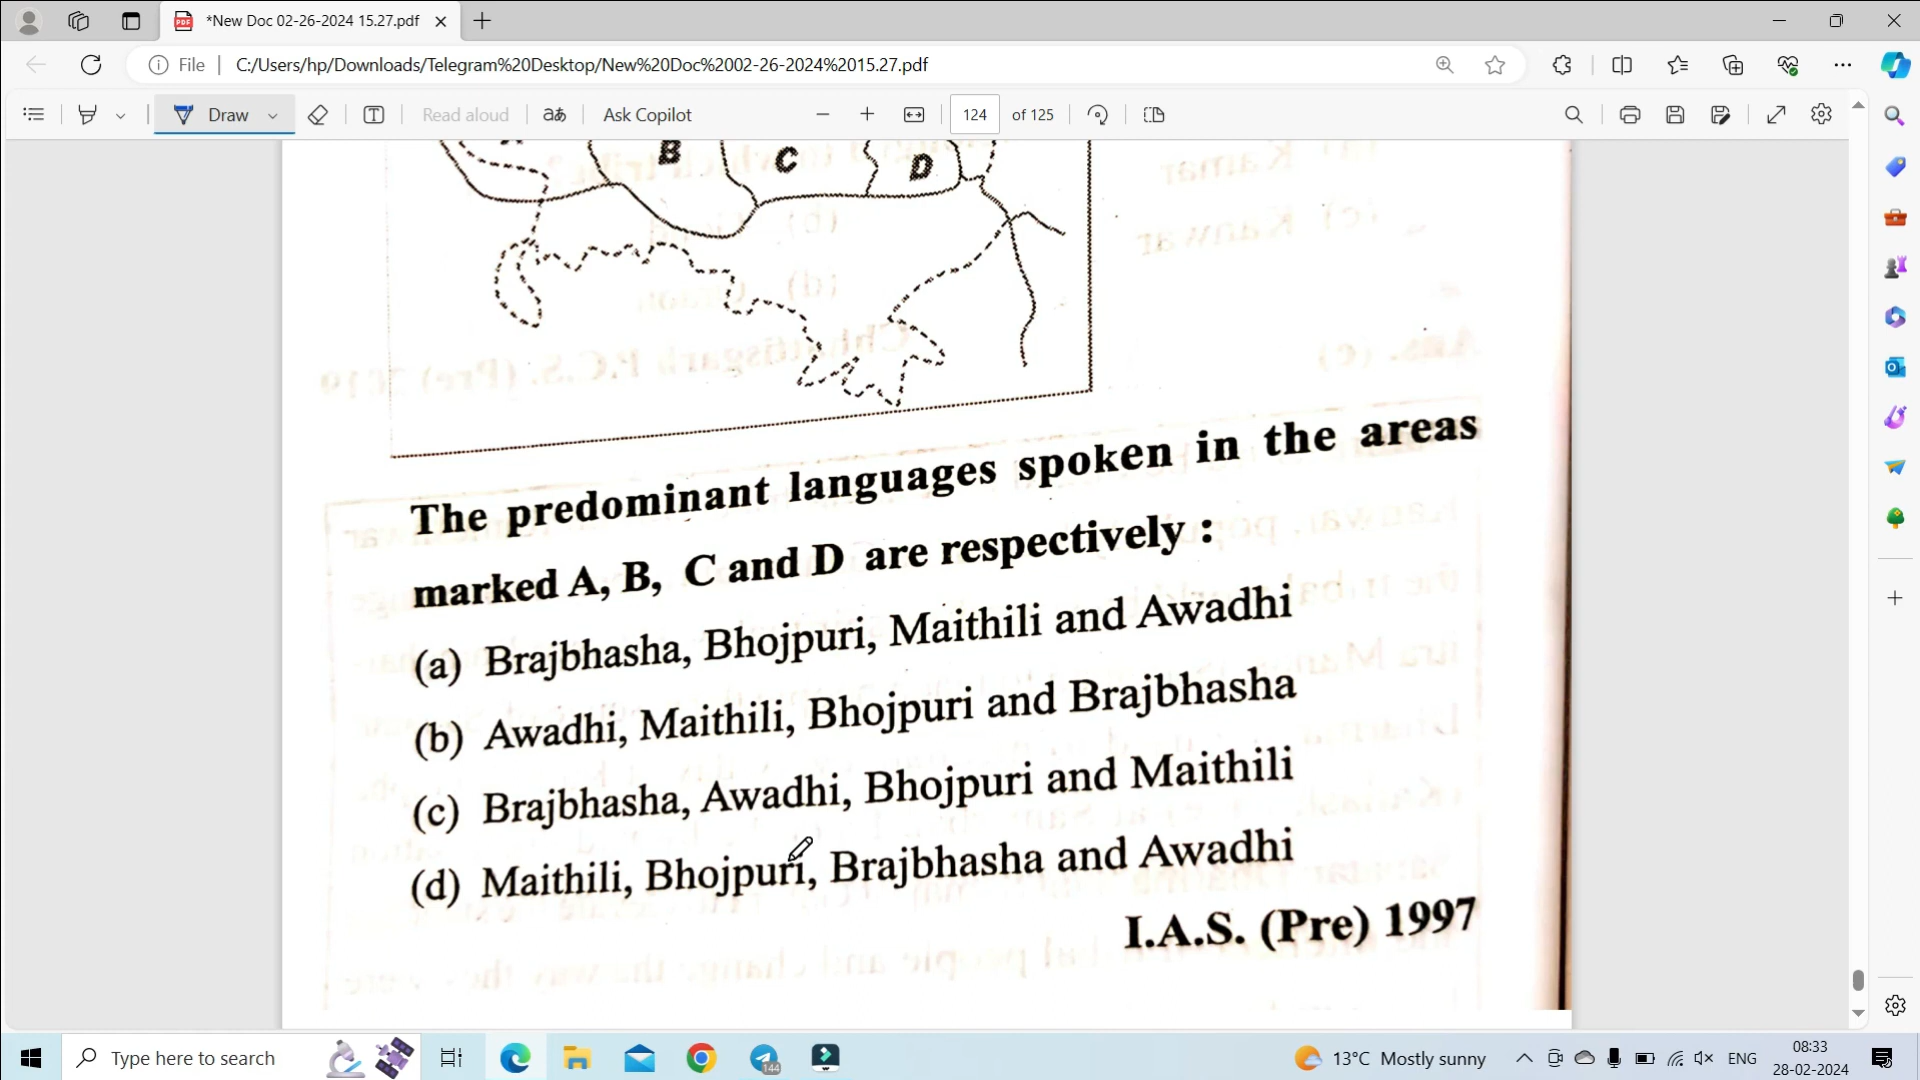 *New Doc 02-26-2024 15.27.pdf
File
C:/Users/hp/Downloads/Telegram%20Desktop/New%20Doc%2002-26-2024%2015.27.pdf
Draw
Read aloud
aあ
Ask Copilot
124
of 125
B
C
D
The predominant languages spoken in the areas
marked A, B, C and D are respectively :
(a) Brajbhasha, Bhojpuri, Maithili and Awadhi
(b) Awadhi, Maithili, Bhojpuri and Brajbhasha
(c) Brajbhasha, Awadhi, Bhojpuri and Maithili
(d) Maithili, Bhojpuri, Brajbhasha and Awadhi
I.A.S. (Pre) 1997
Type here to search
144
13°C Mostly sunny
ENG
08:33
28-02-2024